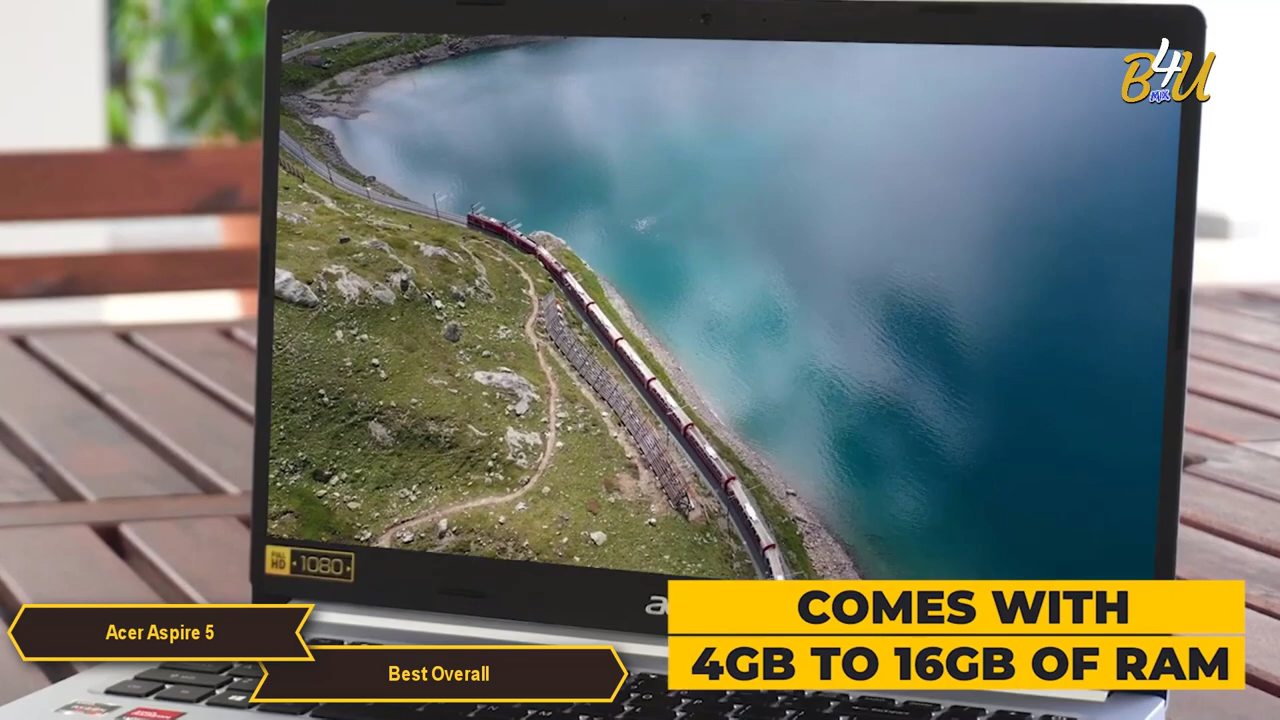 B4U
MIX
FULL
HD
1080
Acer Aspire 5
Best Overall
COMES WITH
4GB TO 16GB OF RAM